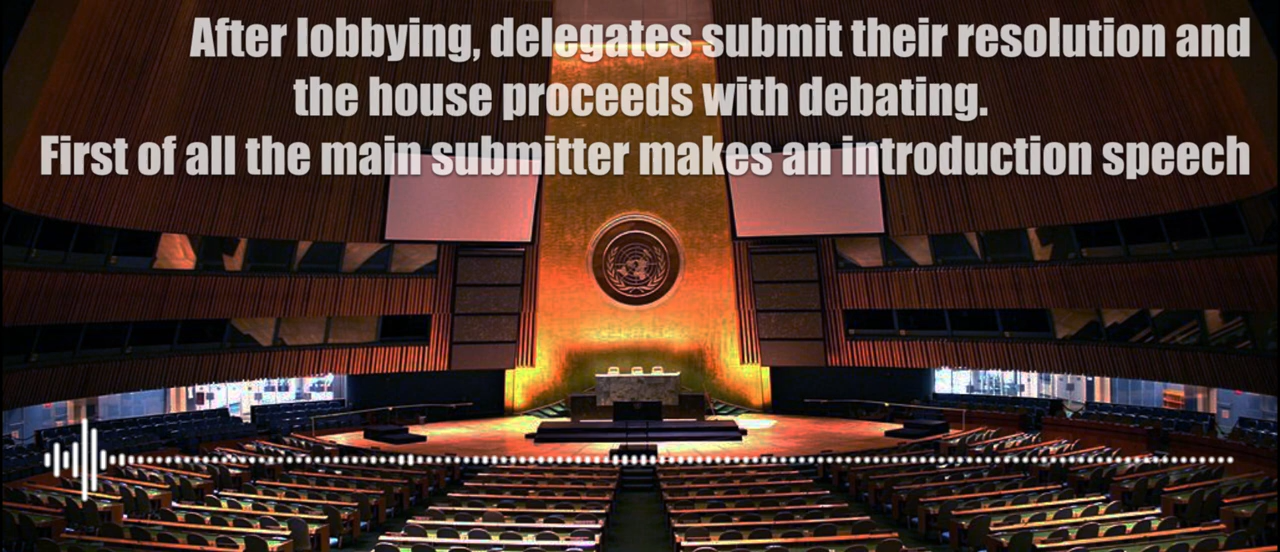 After lobbying, delegates submit their resolution and
the house proceeds with debating.
First of all the main submitter makes an introduction speech